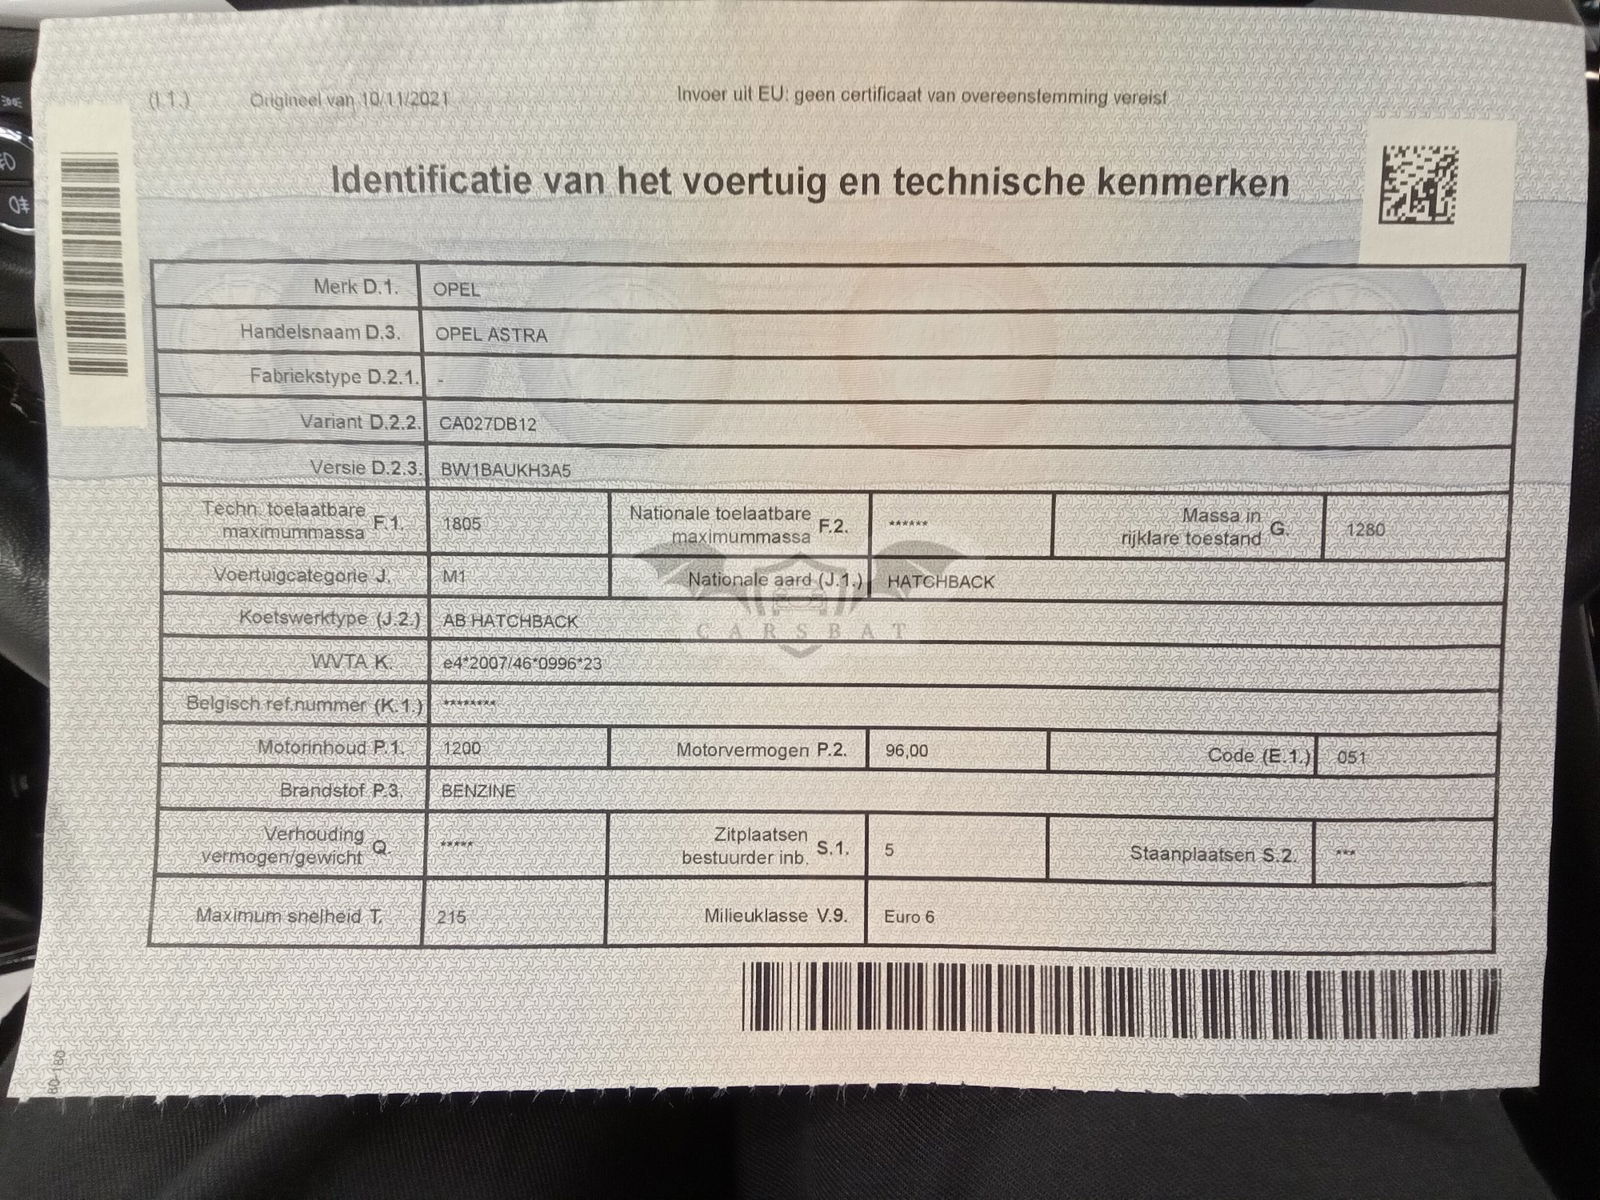 (I.1.) Origineel van 10/11/2021 Invoer uit EU: geen certificaat van overeenstemming vereist
Identificatie van het voertuig en technische kenmerken
Merk D.1. OPEL
Handelsnaam D.3. OPEL ASTRA
Fabriekstype D.2.1. -
Variant D.2.2. CA027DB12
Versie D.2.3. BW1BAUKH3A5
Techn. toelaatbare maximummassa F.1. 1805 Nationale toelaatbare maximummassa F.2. ****** Massa in rijklare toestand G. 1280
Voertuigcategorie J. M1 Nationale aard (J.1.) HATCHBACK
Koetswerktype (J.2.) AB HATCHBACK
CARSBAT
WVTA K. e4*2007/46*0996*23
Belgisch ref.nummer (K.1.) ********
Motorinhoud P.1. 1200 Motorvermogen P.2. 96,00 Code (E.1.) 051
Brandstof P.3. BENZINE
Verhouding vermogen/gewicht Q. ***** Zitplaatsen bestuurder inb. S.1. 5 Staanplaatsen S.2. ***
Maximum snelheid T. 215 Milieuklasse V.9. Euro 6